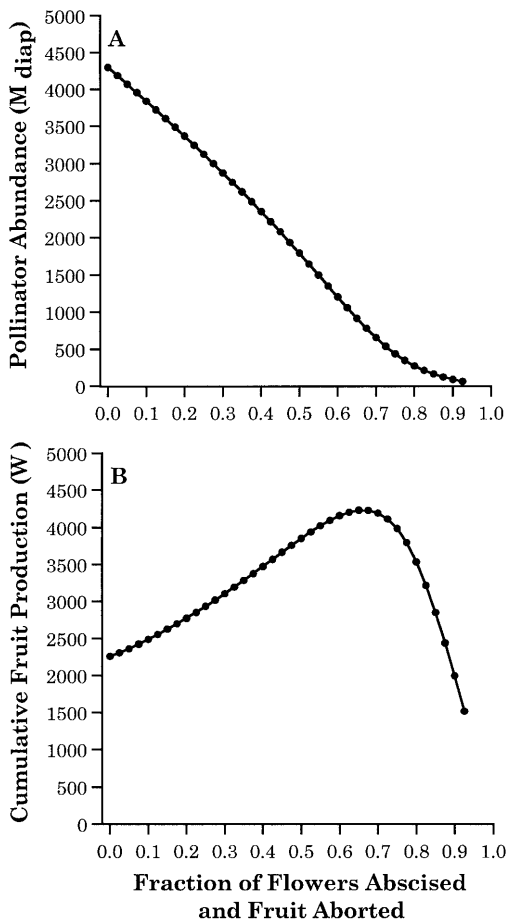 A
Pollinator Abundance (M diap)
5000
4500
4000
3500
3000
2500
2000
1500
1000
500
0
0.0 0.1 0.2 0.3 0.4 0.5 0.6 0.7 0.8 0.9 1.0
B
Cumulative Fruit Production (W)
5000
4500
4000
3500
3000
2500
2000
1500
1000
500
0
0.0 0.1 0.2 0.3 0.4 0.5 0.6 0.7 0.8 0.9 1.0
Fraction of Flowers Abscised
and Fruit Aborted